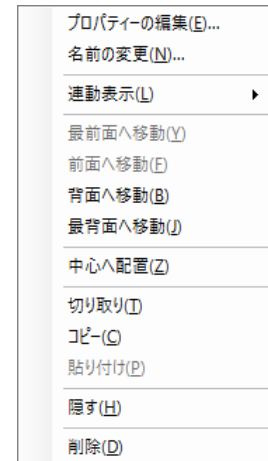 プロパティーの編集(E)...
名前の変更(N)...
連動表示(L)
最前面へ移動(Y)
前面へ移動(F)
背面へ移動(B)
最背面へ移動(J)
中心へ配置(Z)
切り取り(T)
コピー(C)
貼り付け(P)
隠す(H)
削除(D)